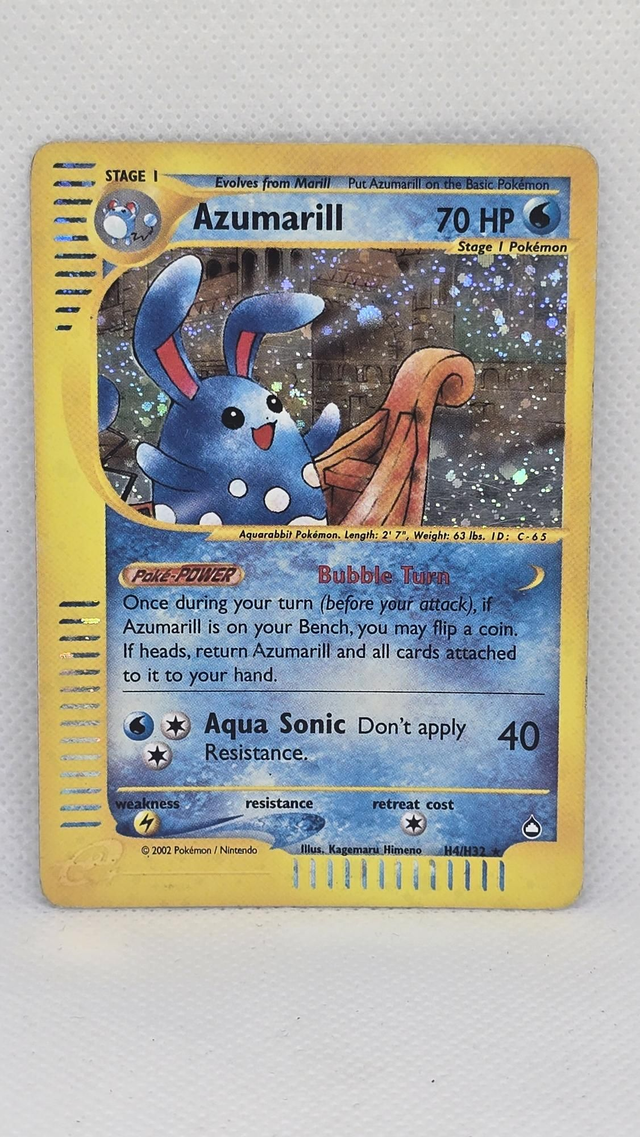 STAGE 1
Evolves from Marill Put Azumarill on the Basic Pokémon
Azumarill 70 HP
Stage 1 Pokémon
Aquarabbit Pokémon. Length: 2' 7", Weight: 63 lbs. ID: C-65
Poké-POWER Bubble Turn
Once during your turn (before your attack), if
Azumarill is on your Bench, you may flip a coin.
If heads, return Azumarill and all cards attached
to it to your hand.
Aqua Sonic Don't apply 40
Resistance.
weakness resistance retreat cost
© 2002 Pokémon / Nintendo Illus. Kagemaru Himeno H4/H32 ★